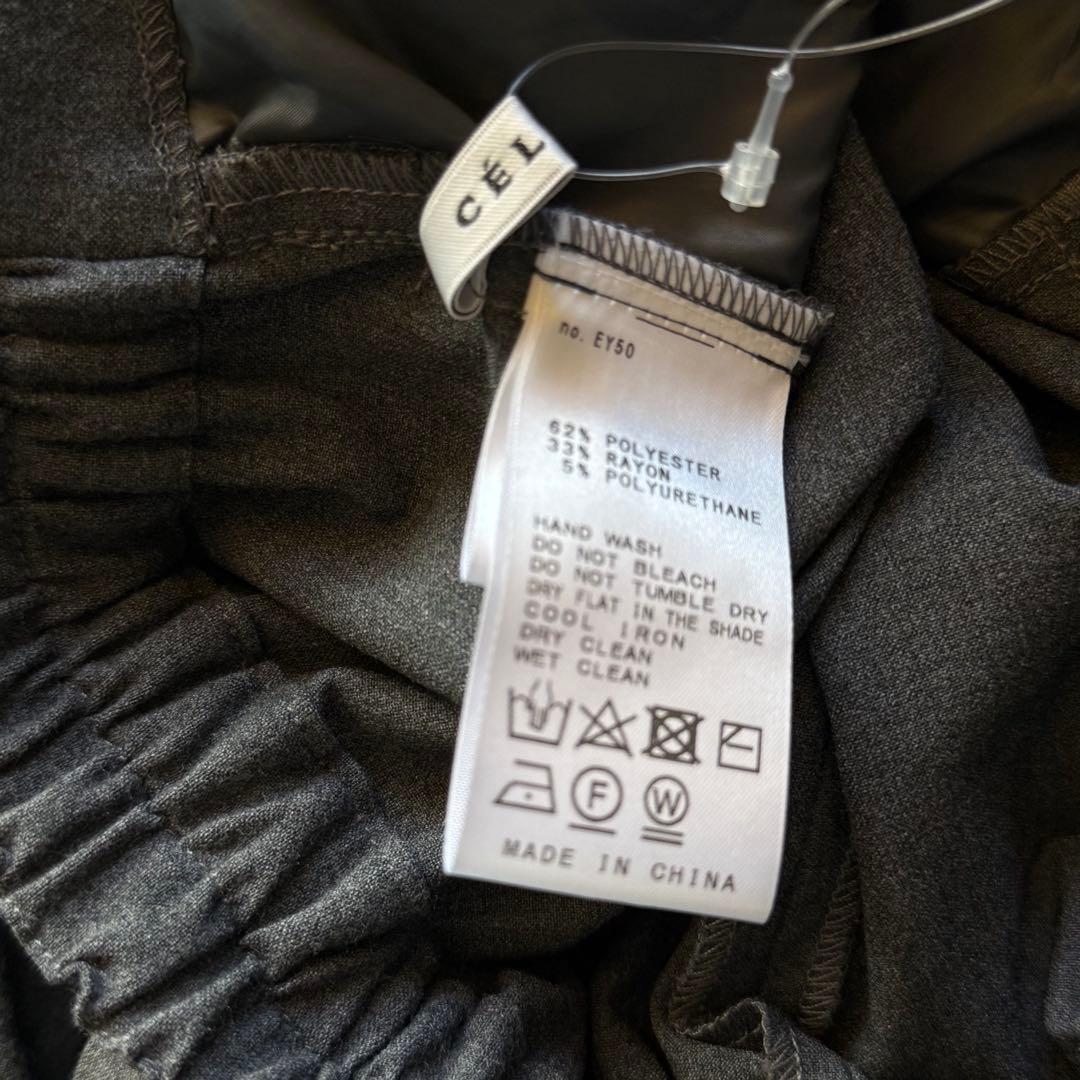 CÉL
no. EY50
62% POLYESTER
33% RAYON
5% POLYURETHANE
HAND WASH
DO NOT BLEACH
DO NOT TUMBLE DRY
DRY FLAT IN THE SHADE
COOL IRON
DRY CLEAN
WET CLEAN
F W
MADE IN CHINA